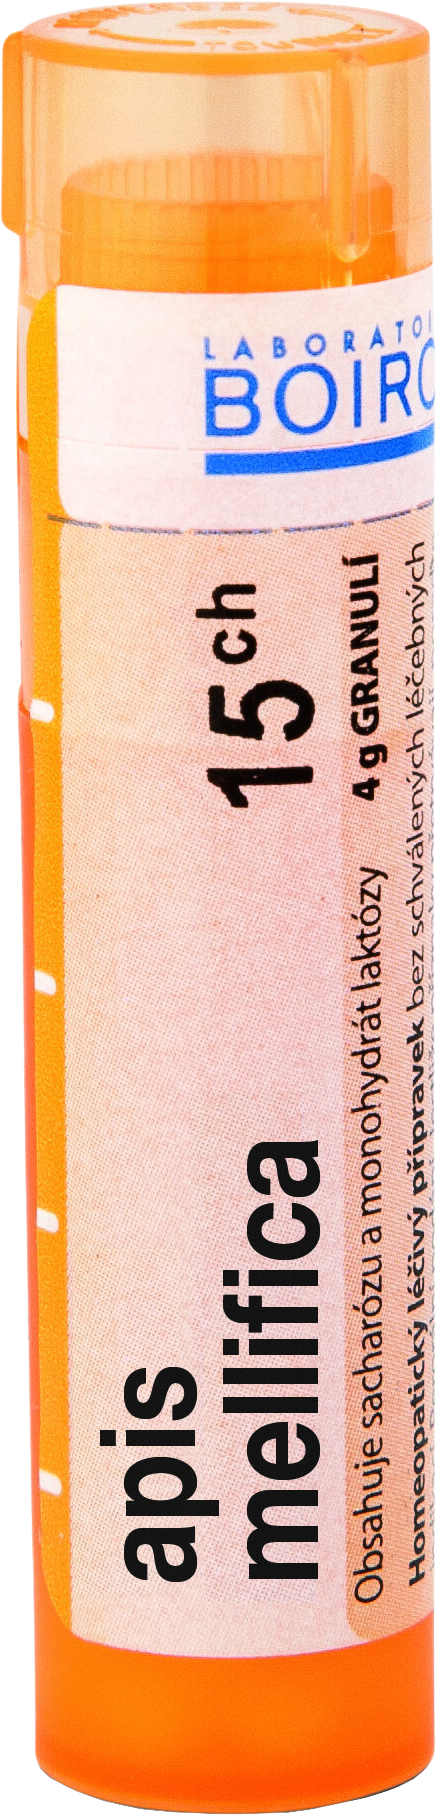 LABORATOI
BOIRO
apis
mellifica
15 ch
Obsahuje sacharózu a monohydrát laktózy 4 g GRANULÍ
Homeopatický léčivý přípravek bez schválených léčebných